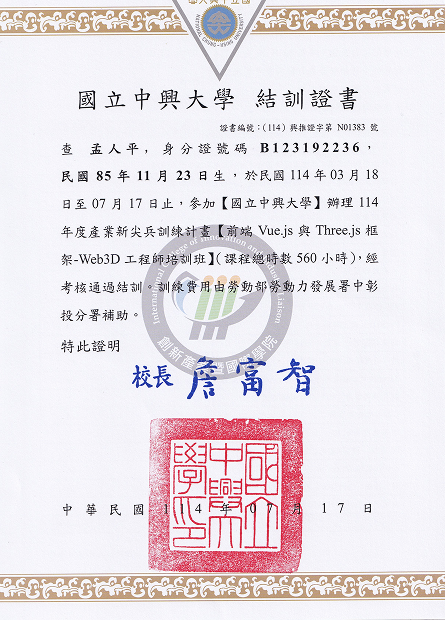 國立中興大學 結訓證書
證書編號：(114) 興推證字第 N01383 號
查 孟人平，身分證號碼 B123192236，
民國 85 年 11 月 23 日生，於民國 114 年 03 月 18
日至 07 月 17 日止，參加【國立中興大學】辦理 114
年度產業新尖兵訓練計畫【前端 Vue.js 與 Three.js 框
架-Web3D 工程師培訓班】(課程總時數 560 小時)，經
考核通過結訓。訓練費用由勞動部勞動力發展署中彰
投分署補助。
特此證明
校長 詹富智
國立中興大學印
中華民國 114 年 07 月 17 日